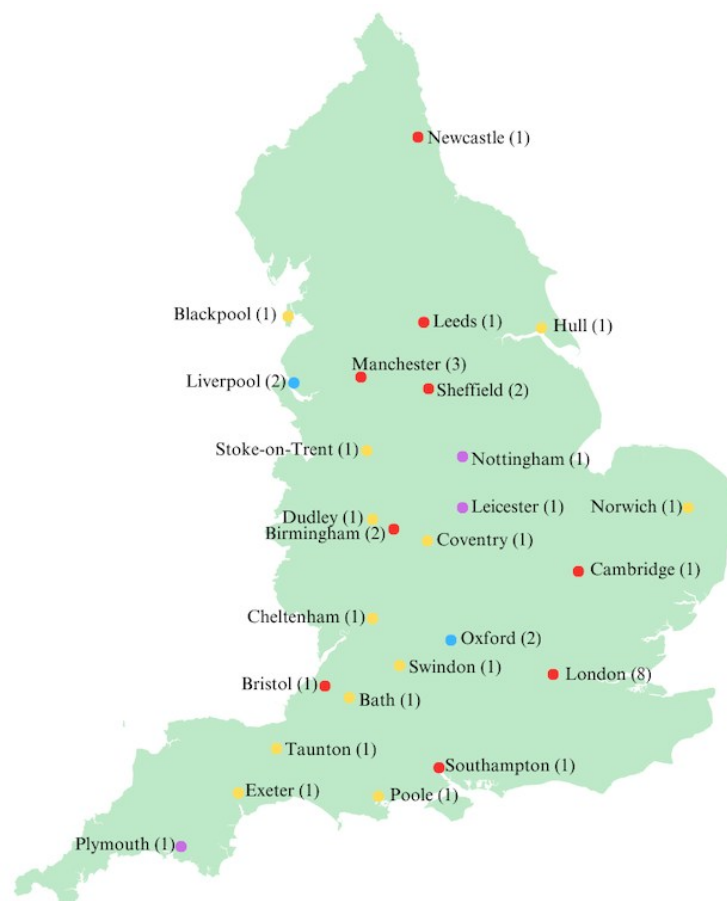 Newcastle (1)
Blackpool (1)
Leeds (1)
Hull (1)
Manchester (3)
Liverpool (2)
Sheffield (2)
Stoke-on-Trent (1)
Nottingham (1)
Leicester (1)
Norwich (1)
Dudley (1)
Birmingham (2)
Coventry (1)
Cambridge (1)
Cheltenham (1)
Oxford (2)
Swindon (1)
London (8)
Bristol (1)
Bath (1)
Taunton (1)
Southampton (1)
Exeter (1)
Poole (1)
Plymouth (1)